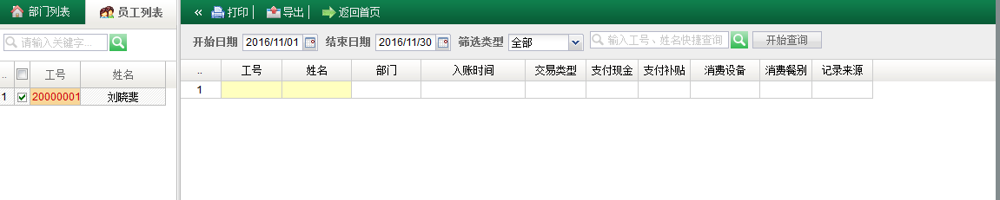 部门列表 员工列表 « 打印 导出 返回首页
请输入关键字... 开始日期 2016/11/01 结束日期 2016/11/30 筛选类型 全部 输入工号、姓名快捷查询 开始查询
.. 工号 姓名 .. 工号 姓名 部门 入账时间 交易类型 支付现金 支付补贴 消费设备 消费餐别 记录来源
1 20000001 刘晓斐 1